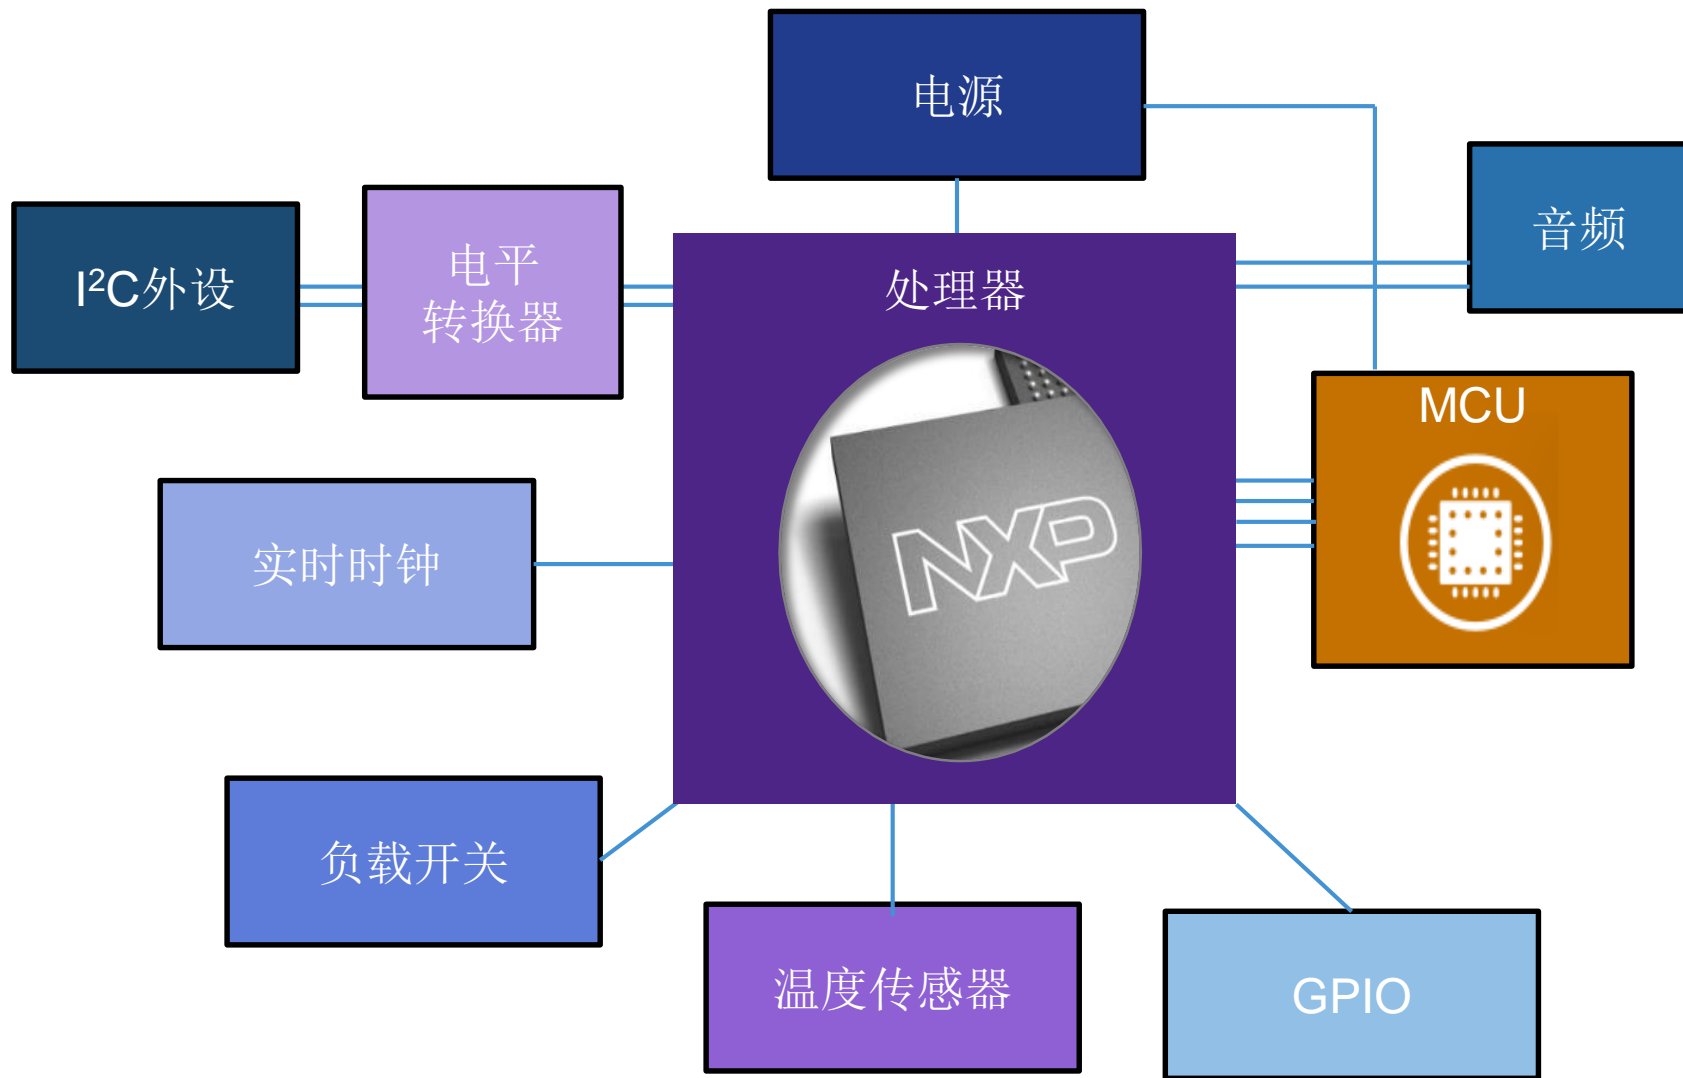 电源
音频
I²C外设
电平
转换器
处理器
MCU
NXP
实时时钟
负载开关
温度传感器
GPIO